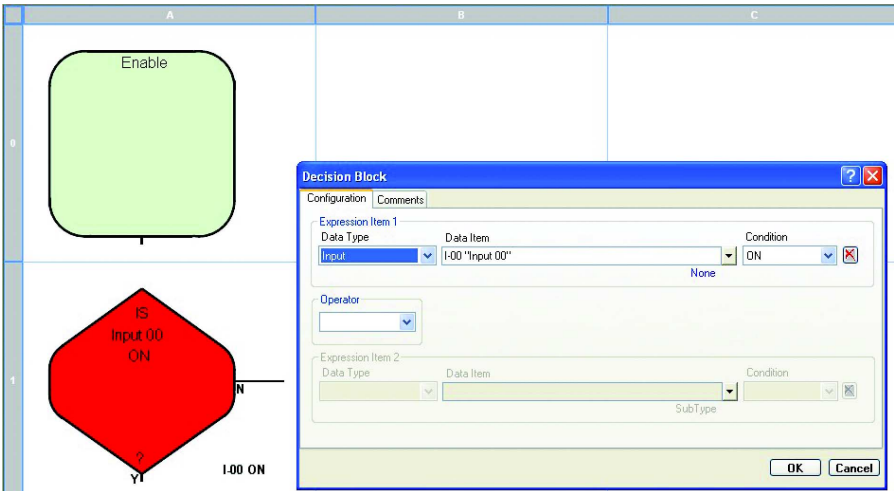 A B C
0
Enable
Decision Block
Configuration Comments
Expression Item 1
Data Type Data Item Condition
Input I-00 "Input 00" ON
None
Operator
1
IS
Input 00
ON
N
?
Y
I-00 ON
Expression Item 2
Data Type Data Item Condition
SubType
OK Cancel